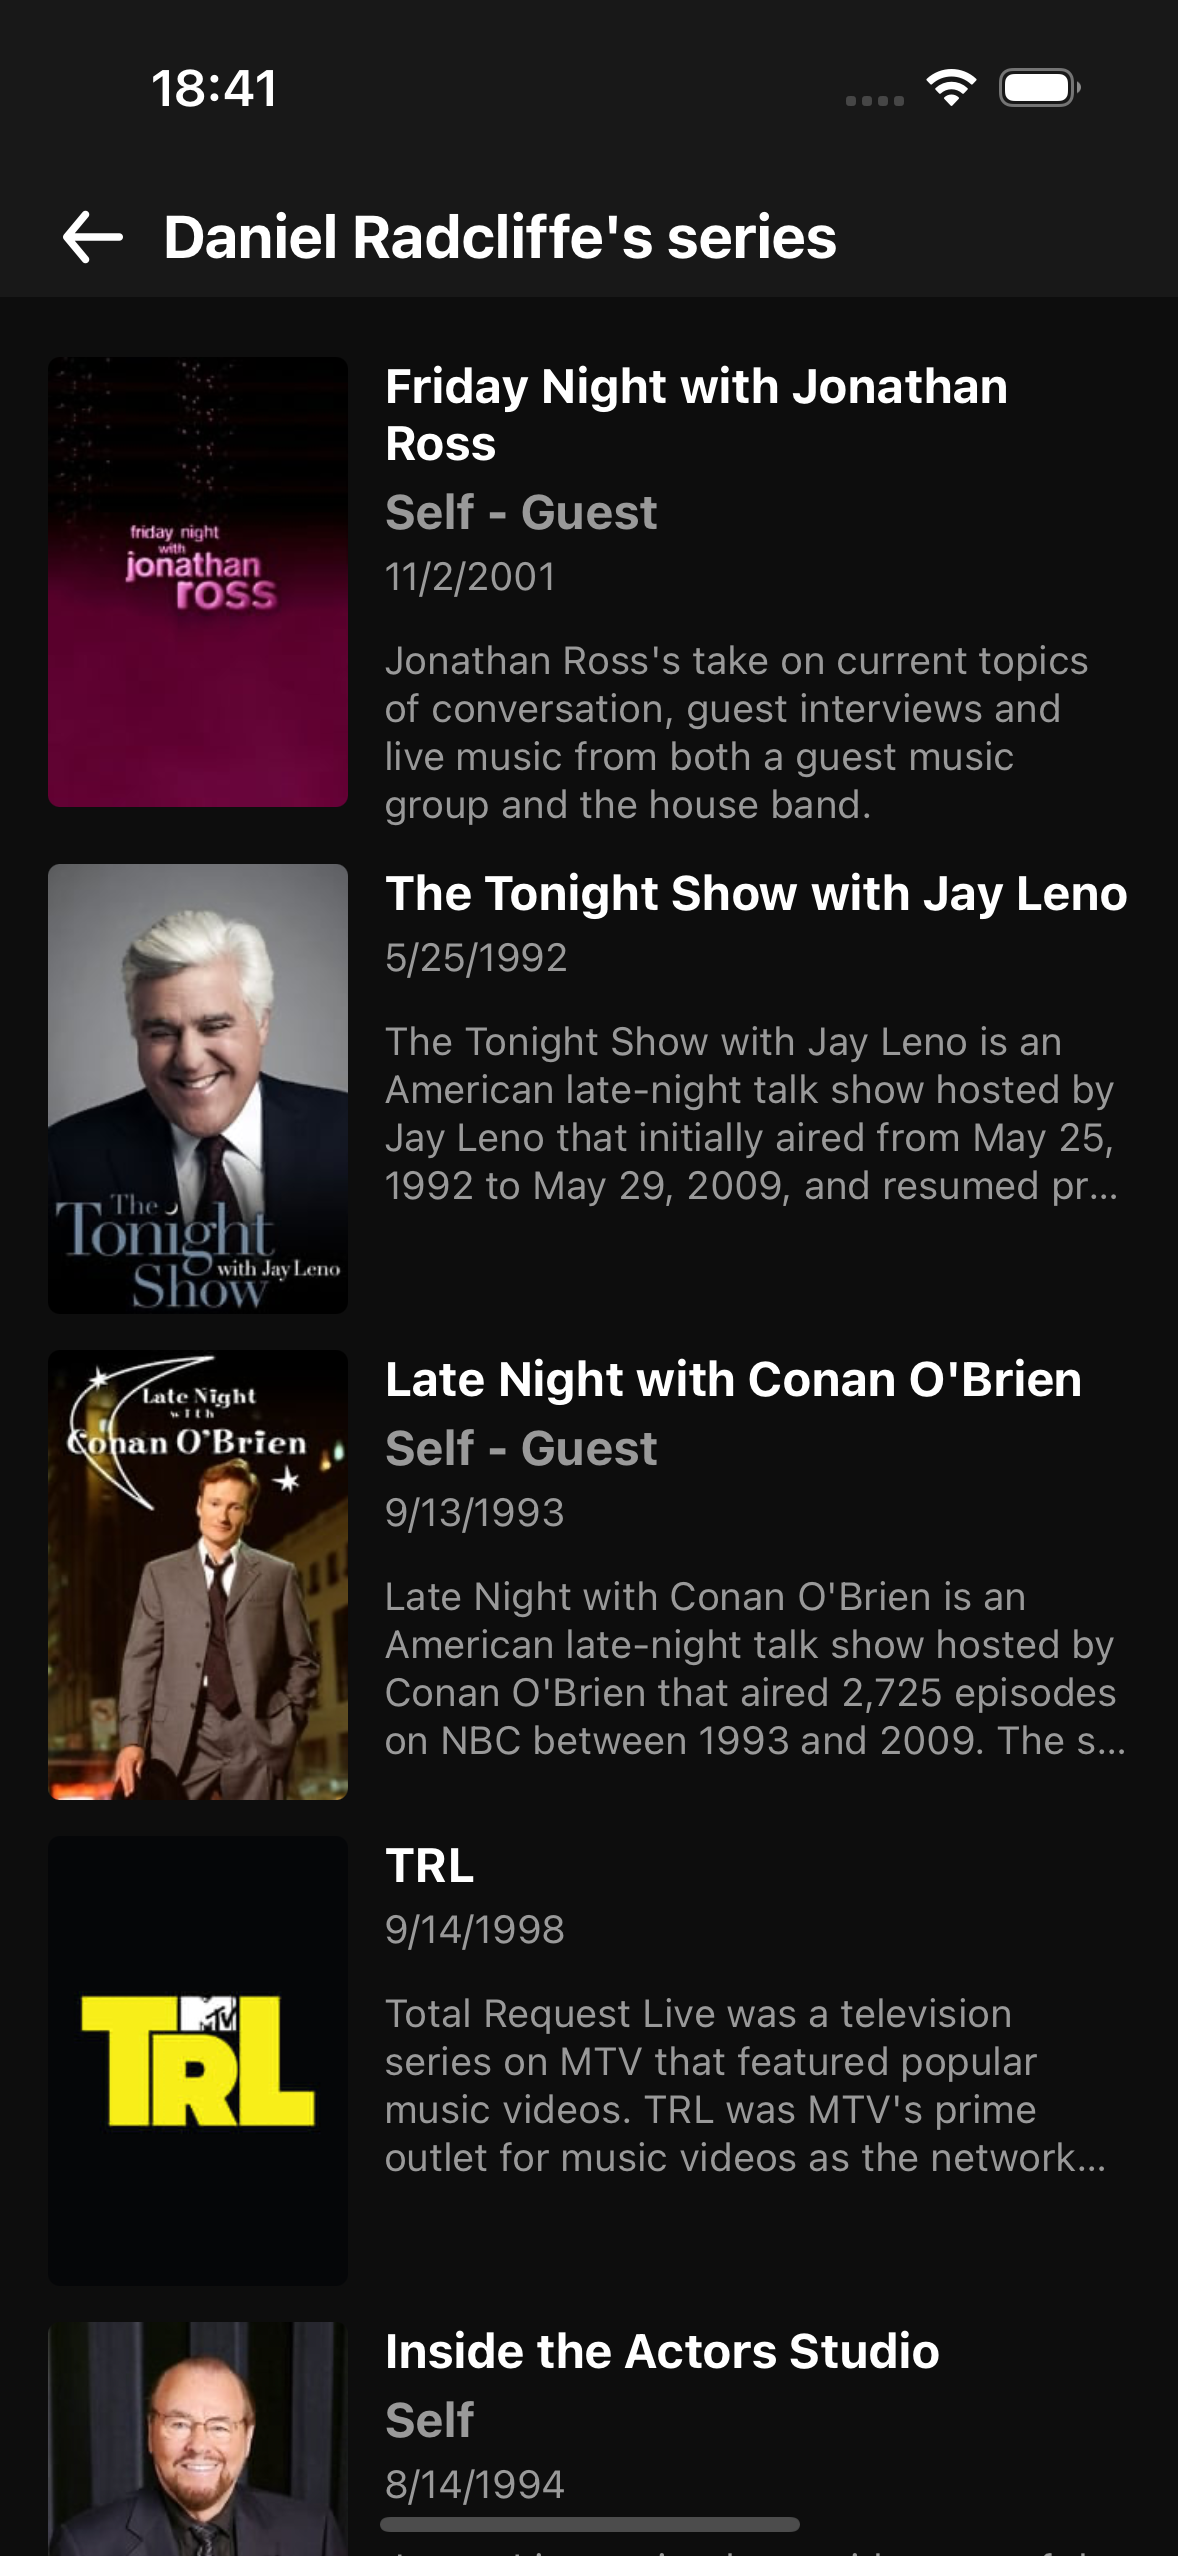 18:41
Daniel Radcliffe's series
friday night
with
jonathan
ross
Friday Night with Jonathan
Ross
Self - Guest
11/2/2001
Jonathan Ross's take on current topics
of conversation, guest interviews and
live music from both a guest music
group and the house band.
The
Tonight
Show
with Jay Leno
The Tonight Show with Jay Leno
5/25/1992
The Tonight Show with Jay Leno is an
American late-night talk show hosted by
Jay Leno that initially aired from May 25,
1992 to May 29, 2009, and resumed pr...
Late Night
with
Conan O'Brien
Late Night with Conan O'Brien
Self - Guest
9/13/1993
Late Night with Conan O'Brien is an
American late-night talk show hosted by
Conan O'Brien that aired 2,725 episodes
on NBC between 1993 and 2009. The s...
MTV
TRL
TRL
9/14/1998
Total Request Live was a television
series on MTV that featured popular
music videos. TRL was MTV's prime
outlet for music videos as the network...
Inside the Actors Studio
Self
8/14/1994